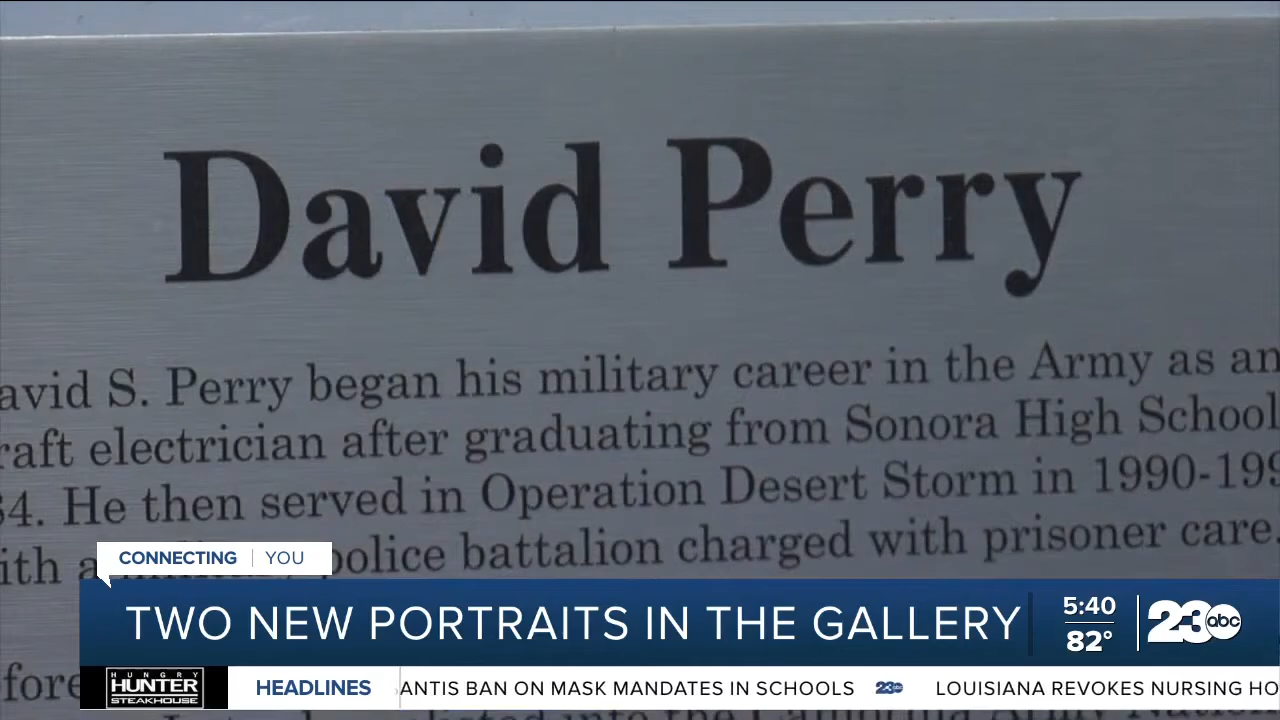 David Perry
avid S. Perry began his military career in the Army as an
raft electrician after graduating from Sonora High School
34. He then served in Operation Desert Storm in 1990-199
ith a police battalion charged with prisoner care.
CONNECTING | YOU
TWO NEW PORTRAITS IN THE GALLERY
5:40
82°
23 abc
fore
HUNGRY
HUNTER
STEAKHOUSE
HEADLINES
ANTIS BAN ON MASK MANDATES IN SCHOOLS 23 LOUISIANA REVOKES NURSING HO